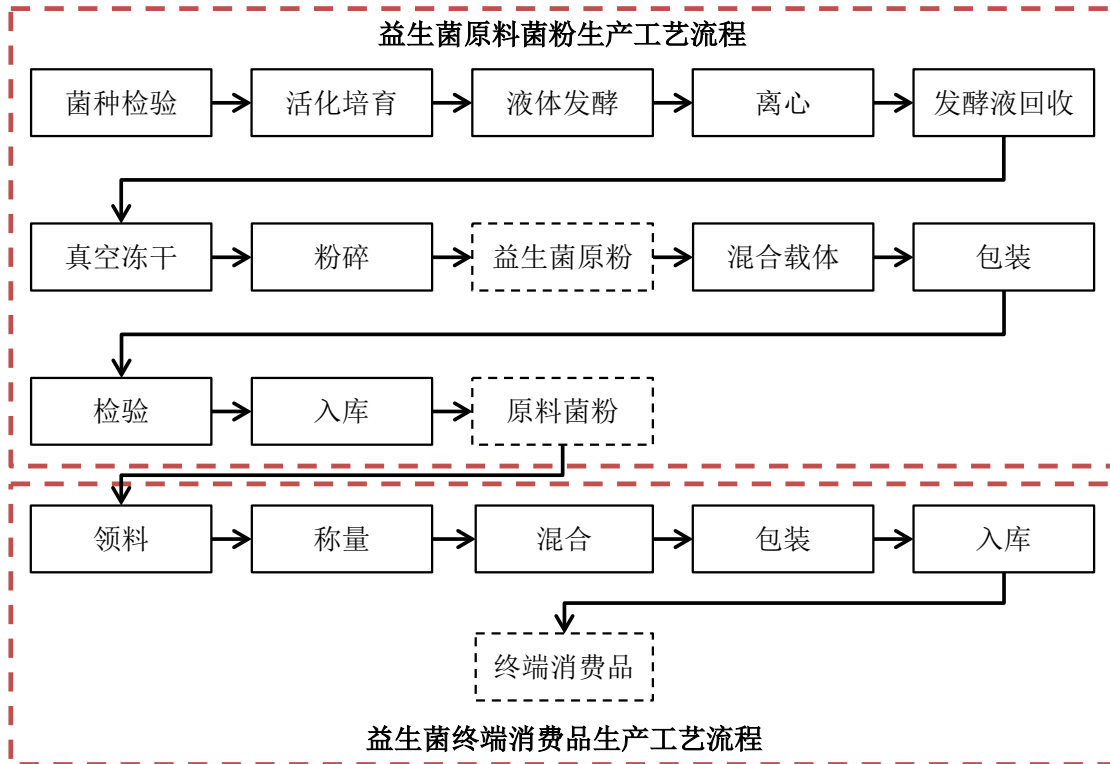 益生菌原料菌粉生产工艺流程
菌种检验 活化培育 液体发酵 离心 发酵液回收
真空冻干 粉碎 益生菌原粉 混合载体 包装
检验 入库 原料菌粉
领料 称量 混合 包装 入库
终端消费品
益生菌终端消费品生产工艺流程